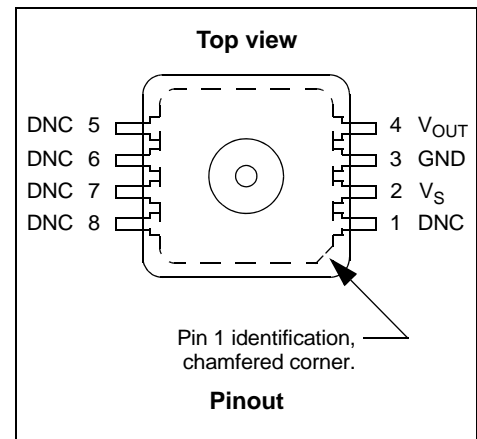 Top view
DNC 5 4 VOUT
DNC 6 3 GND
DNC 7 2 VS
DNC 8 1 DNC
Pin 1 identification,
chamfered corner.
Pinout